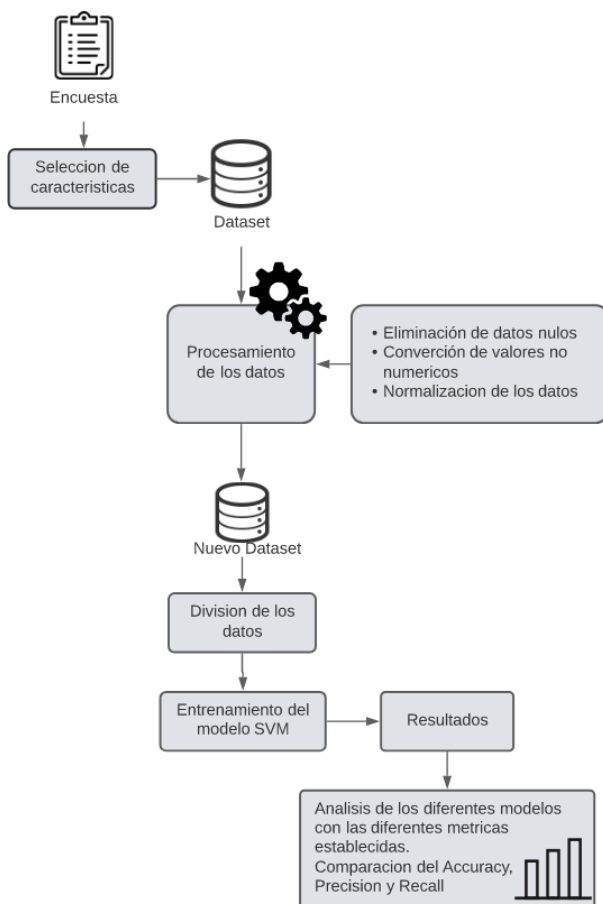 Encuesta
Seleccion de
caracteristicas
Dataset
Procesamiento
de los datos
• Eliminación de datos nulos
• Converción de valores no
numericos
• Normalizacion de los datos
Nuevo Dataset
Division de los
datos
Entrenamiento del
modelo SVM
Resultados
Analisis de los diferentes modelos
con las diferentes metricas
establecidas.
Comparacion del Accuracy,
Precision y Recall